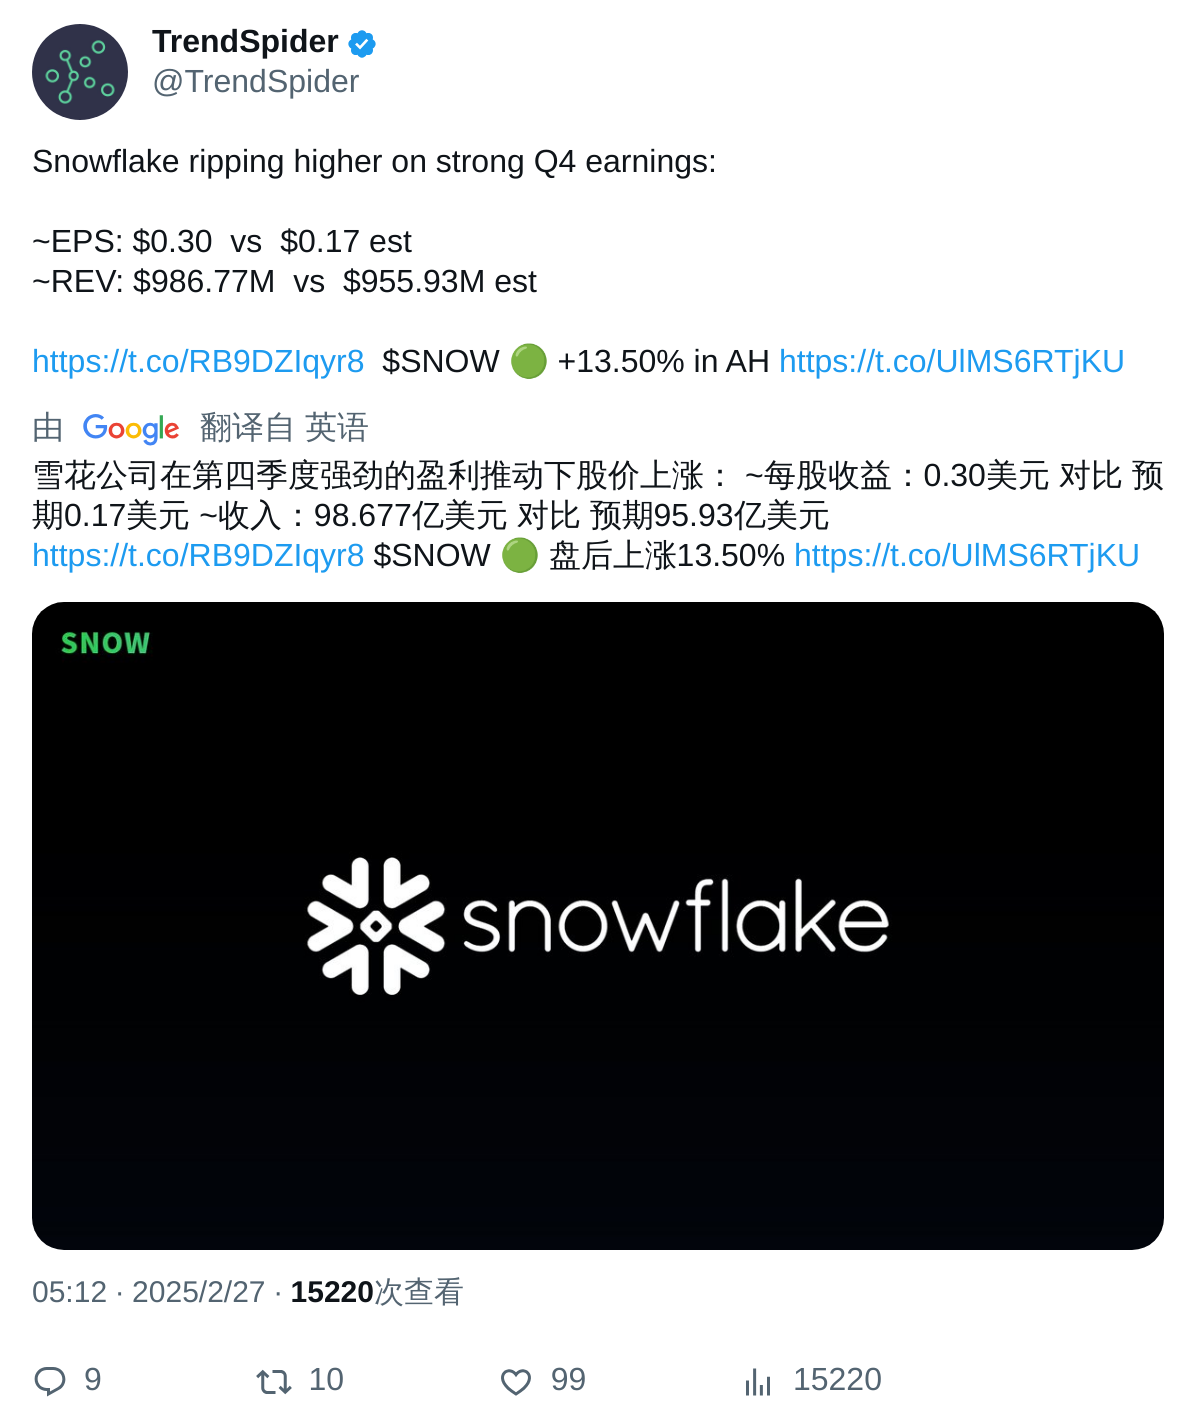 TrendSpider
@TrendSpider
Snowflake ripping higher on strong Q4 earnings:
~EPS: $0.30  vs  $0.17 est
~REV: $986.77M  vs  $955.93M est
https://t.co/RB9DZIqyr8  $SNOW 🟢 +13.50% in AH https://t.co/UlMS6RTjKU
由 Google 翻译自 英语
雪花公司在第四季度强劲的盈利推动下股价上涨： ~每股收益：0.30美元 对比 预
期0.17美元 ~收入：98.677亿美元 对比 预期95.93亿美元
https://t.co/RB9DZIqyr8 $SNOW 🟢 盘后上涨13.50% https://t.co/UlMS6RTjKU
SNOW
snowflake
05:12 · 2025/2/27 · 15220次查看
9 10 99 15220